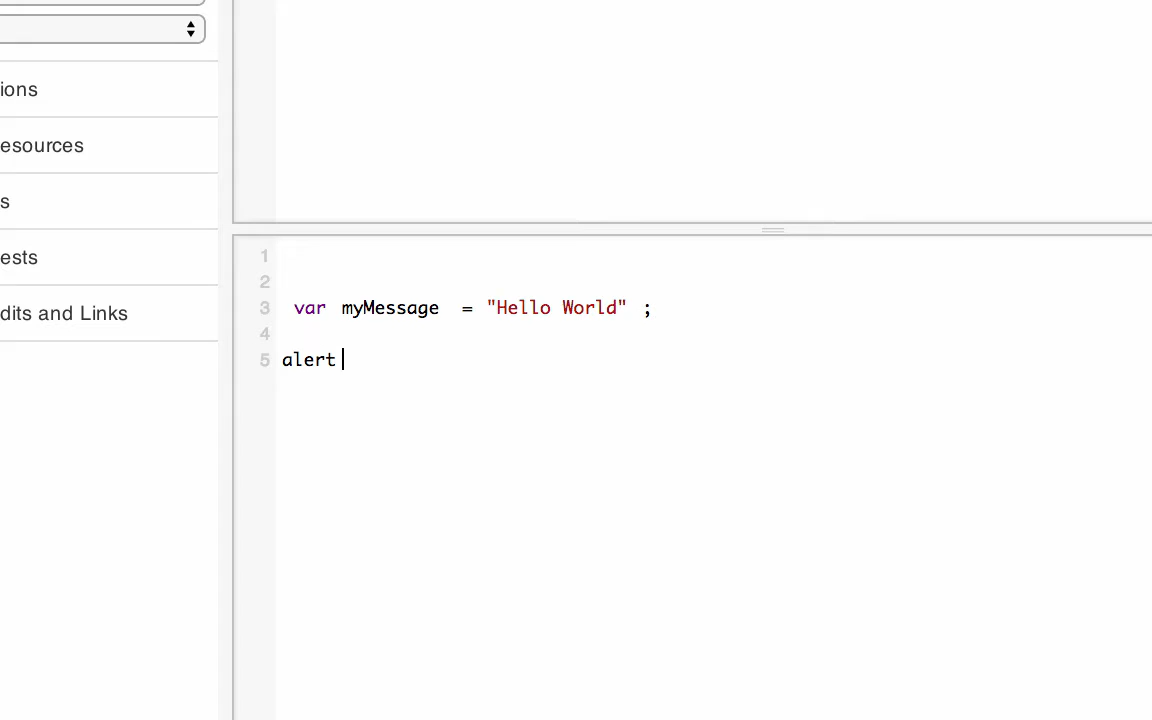 ions
esources
s
ests
dits and Links
1
2
3 var myMessage = "Hello World" ;
4
5 alert